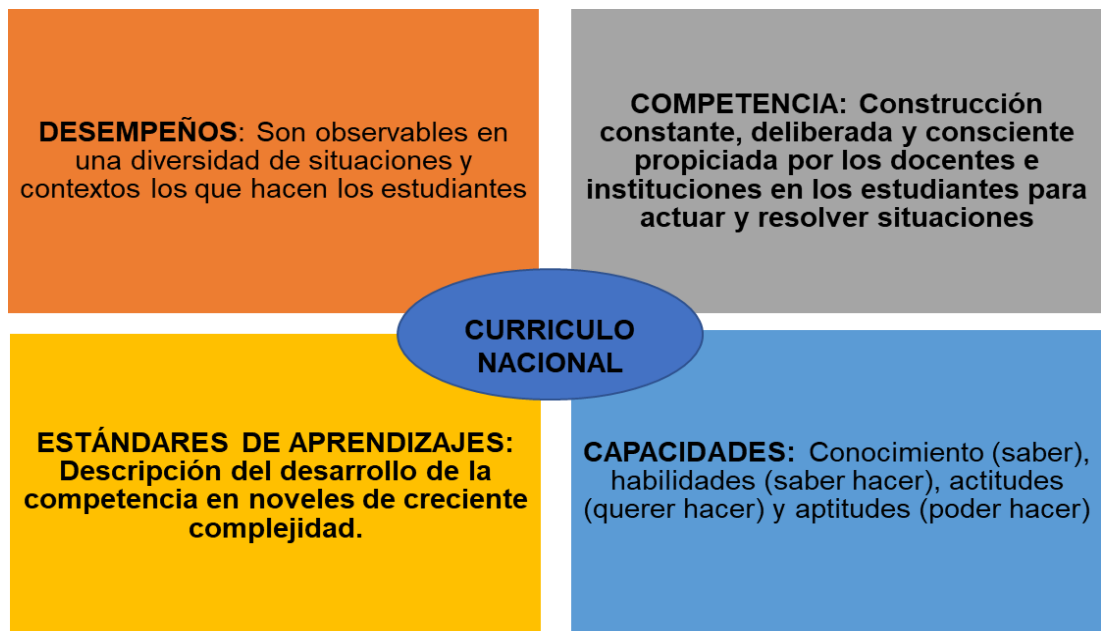 DESEMPEÑOS: Son observables en
una diversidad de situaciones y
contextos los que hacen los estudiantes
COMPETENCIA: Construcción
constante, deliberada y consciente
propiciada por los docentes e
instituciones en los estudiantes para
actuar y resolver situaciones
CURRICULO
NACIONAL
ESTÁNDARES DE APRENDIZAJES:
Descripción del desarrollo de la
competencia en noveles de creciente
complejidad.
CAPACIDADES: Conocimiento (saber),
habilidades (saber hacer), actitudes
(querer hacer) y aptitudes (poder hacer)